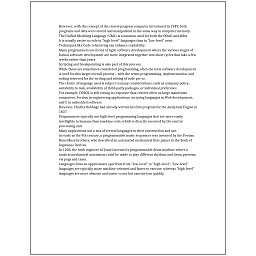 However, with the concept of the stored-program computer introduced in 1949, both
programs and data were stored and manipulated in the same way in computer memory.
The Unified Modeling Language (UML) is a notation used for both the OOAD and MDA.
It is usually easier to code in "high-level" languages than in "low-level" ones.
Techniques like Code refactoring can enhance readability.
Many programmers use forms of Agile software development where the various stages of
formal software development are more integrated together into short cycles that take a few
weeks rather than years.
Scripting and breakpointing is also part of this process.
While these are sometimes considered programming, often the term software development
is used for this larger overall process – with the terms programming, implementation, and
coding reserved for the writing and editing of code per se.
The choice of language used is subject to many considerations, such as company policy,
suitability to task, availability of third-party packages, or individual preference.
For example, COBOL is still strong in corporate data centers often on large mainframe
computers, Fortran in engineering applications, scripting languages in Web development,
and C in embedded software.
However, Charles Babbage had already written his first program for the Analytical Engine in
1837.
Programmers typically use high-level programming languages that are more easily
intelligible to humans than machine code, which is directly executed by the central
processing unit.
Many applications use a mix of several languages in their construction and use.
As early as the 9th century, a programmable music sequencer was invented by the Persian
Banu Musa brothers, who described an automated mechanical flute player in the Book of
Ingenious Devices.
In 1206, the Arab engineer Al-Jazari invented a programmable drum machine where a
musical mechanical automaton could be made to play different rhythms and drum patterns,
via pegs and cams.
Languages form an approximate spectrum from "low-level" to "high-level"; "low-level"
languages are typically more machine-oriented and faster to execute, whereas "high-level"
languages are more abstract and easier to use but execute less quickly.